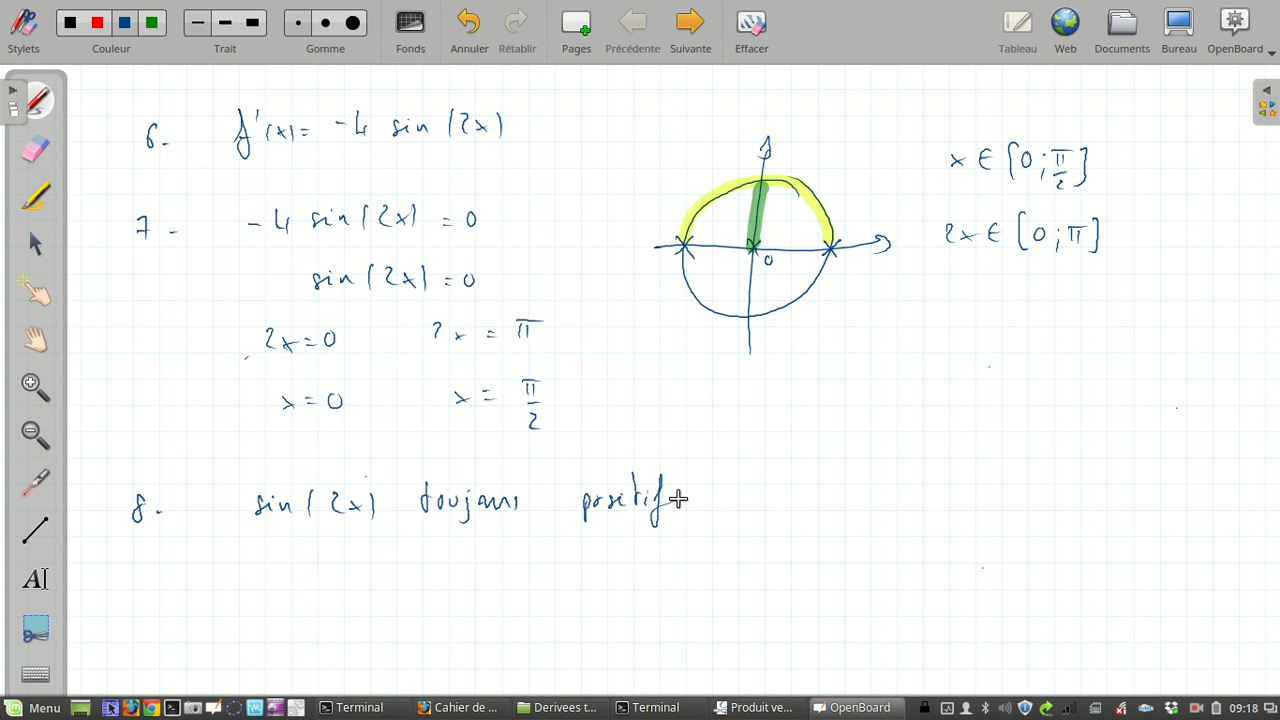 Stylets Couleur Trait Gomme Fonds Annuler Rétablir Pages Précédente Suivante Effacer Tableau Web Documents Bureau OpenBoard
6. f'(x) = -4 sin (2x)
x ∈ [0 ; π/2]
7. -4 sin (2x) = 0
2x ∈ [0 ; π]
0
sin (2x) = 0
2x = 0 2x = π
x = 0 x = π/2
8. sin (2x) toujours positif
Menu Terminal Cahier de ... Derivees t... Terminal Produit ve... OpenBoard 09:18